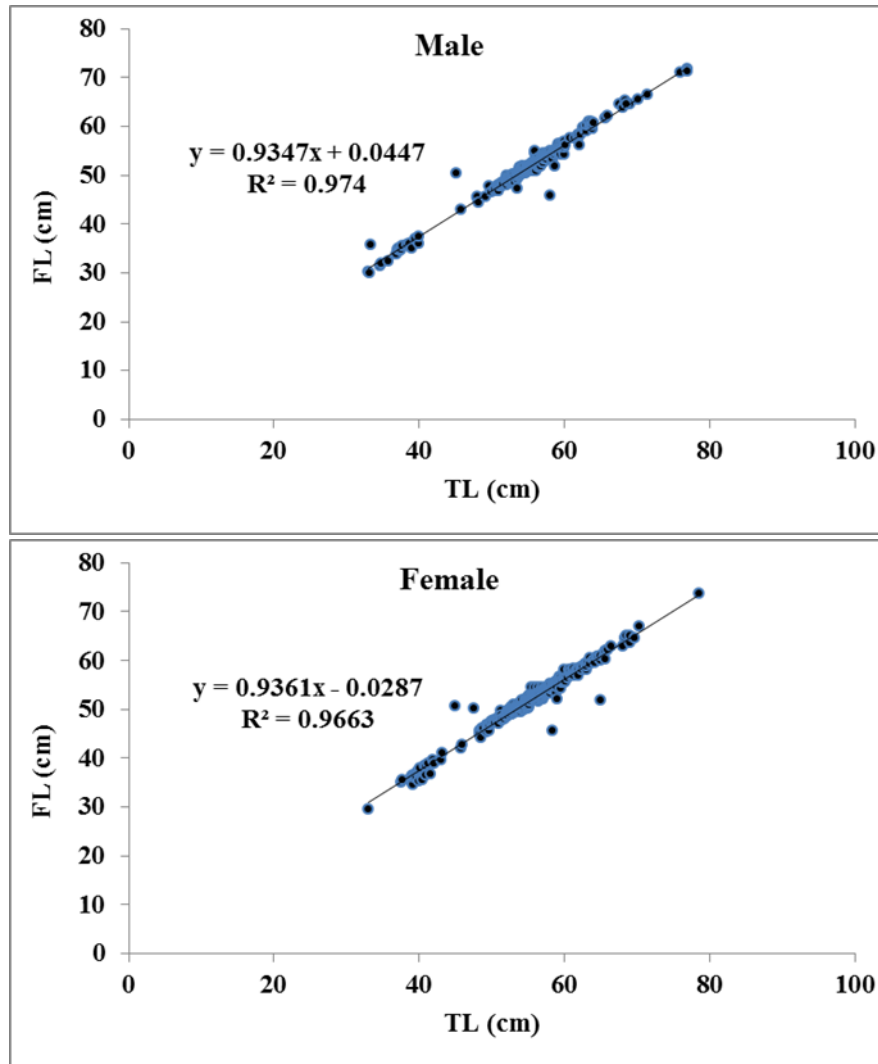 Male
y = 0.9347x + 0.0447
R² = 0.974
FL (cm)
80
70
60
50
40
30
20
10
0
0 20 40 60 80 100
TL (cm)
Female
y = 0.9361x - 0.0287
R² = 0.9663
FL (cm)
80
70
60
50
40
30
20
10
0
0 20 40 60 80 100
TL (cm)